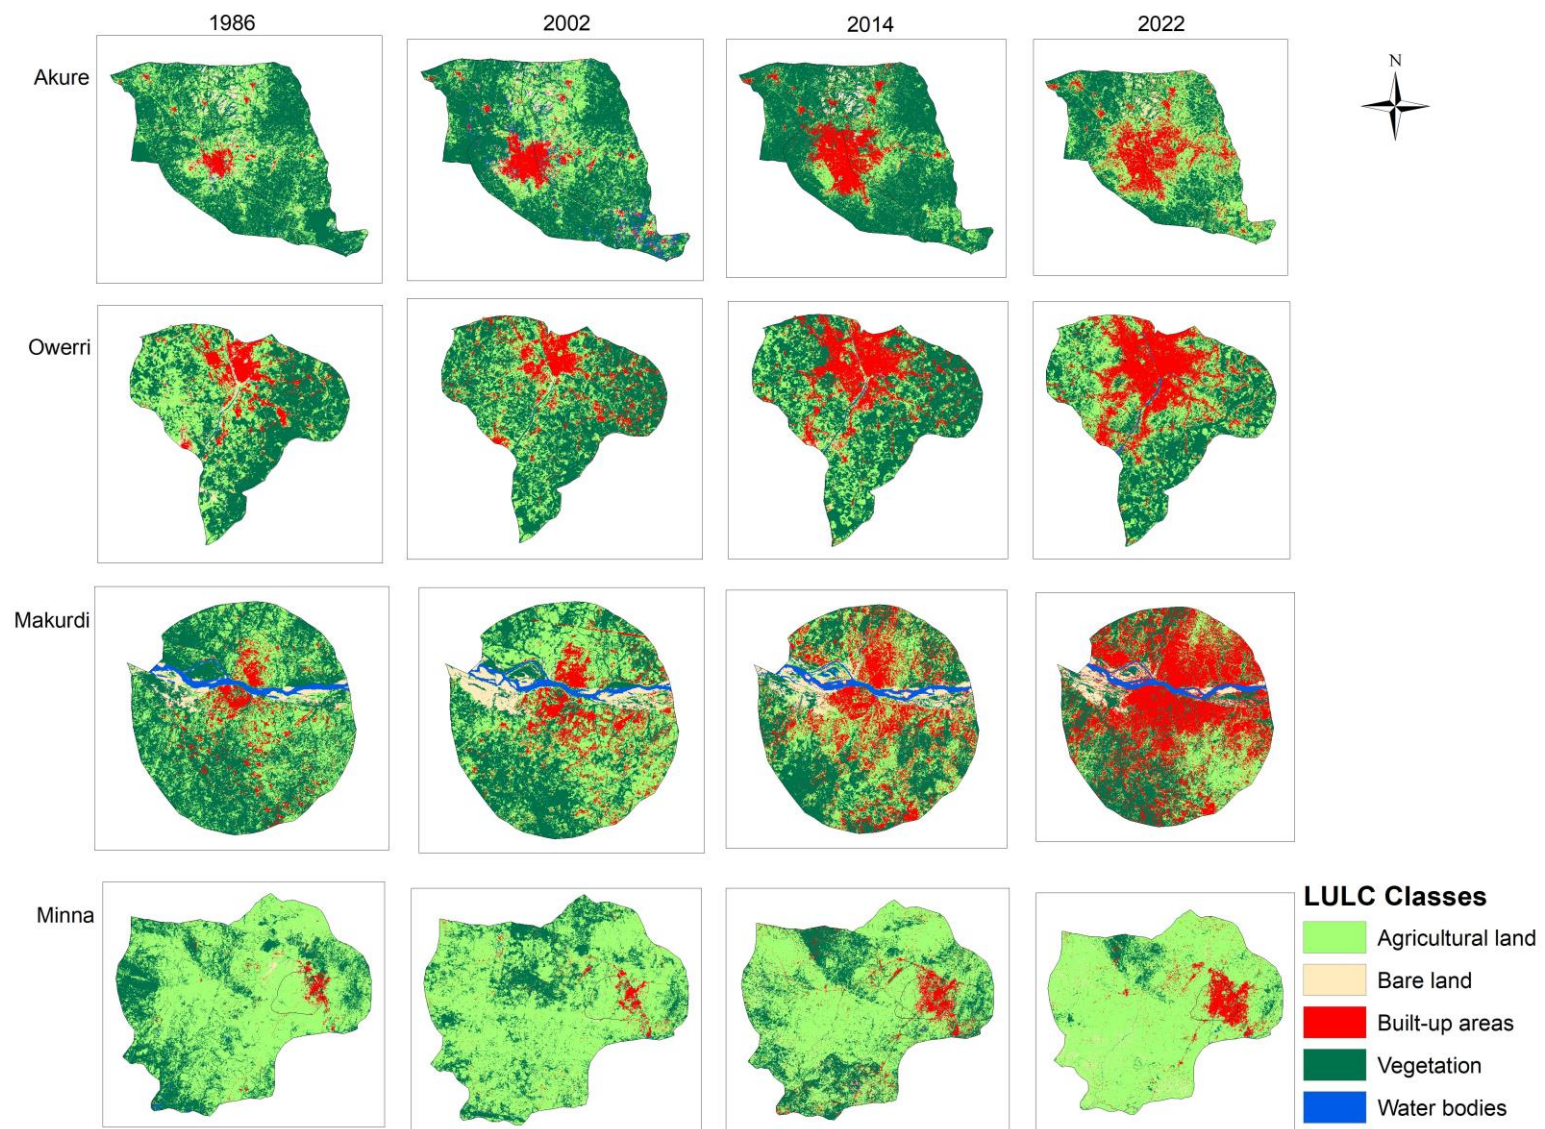 1986
2002
2014
2022
N
Akure
Owerri
Makurdi
Minna
LULC Classes
Agricultural land
Bare land
Built-up areas
Vegetation
Water bodies